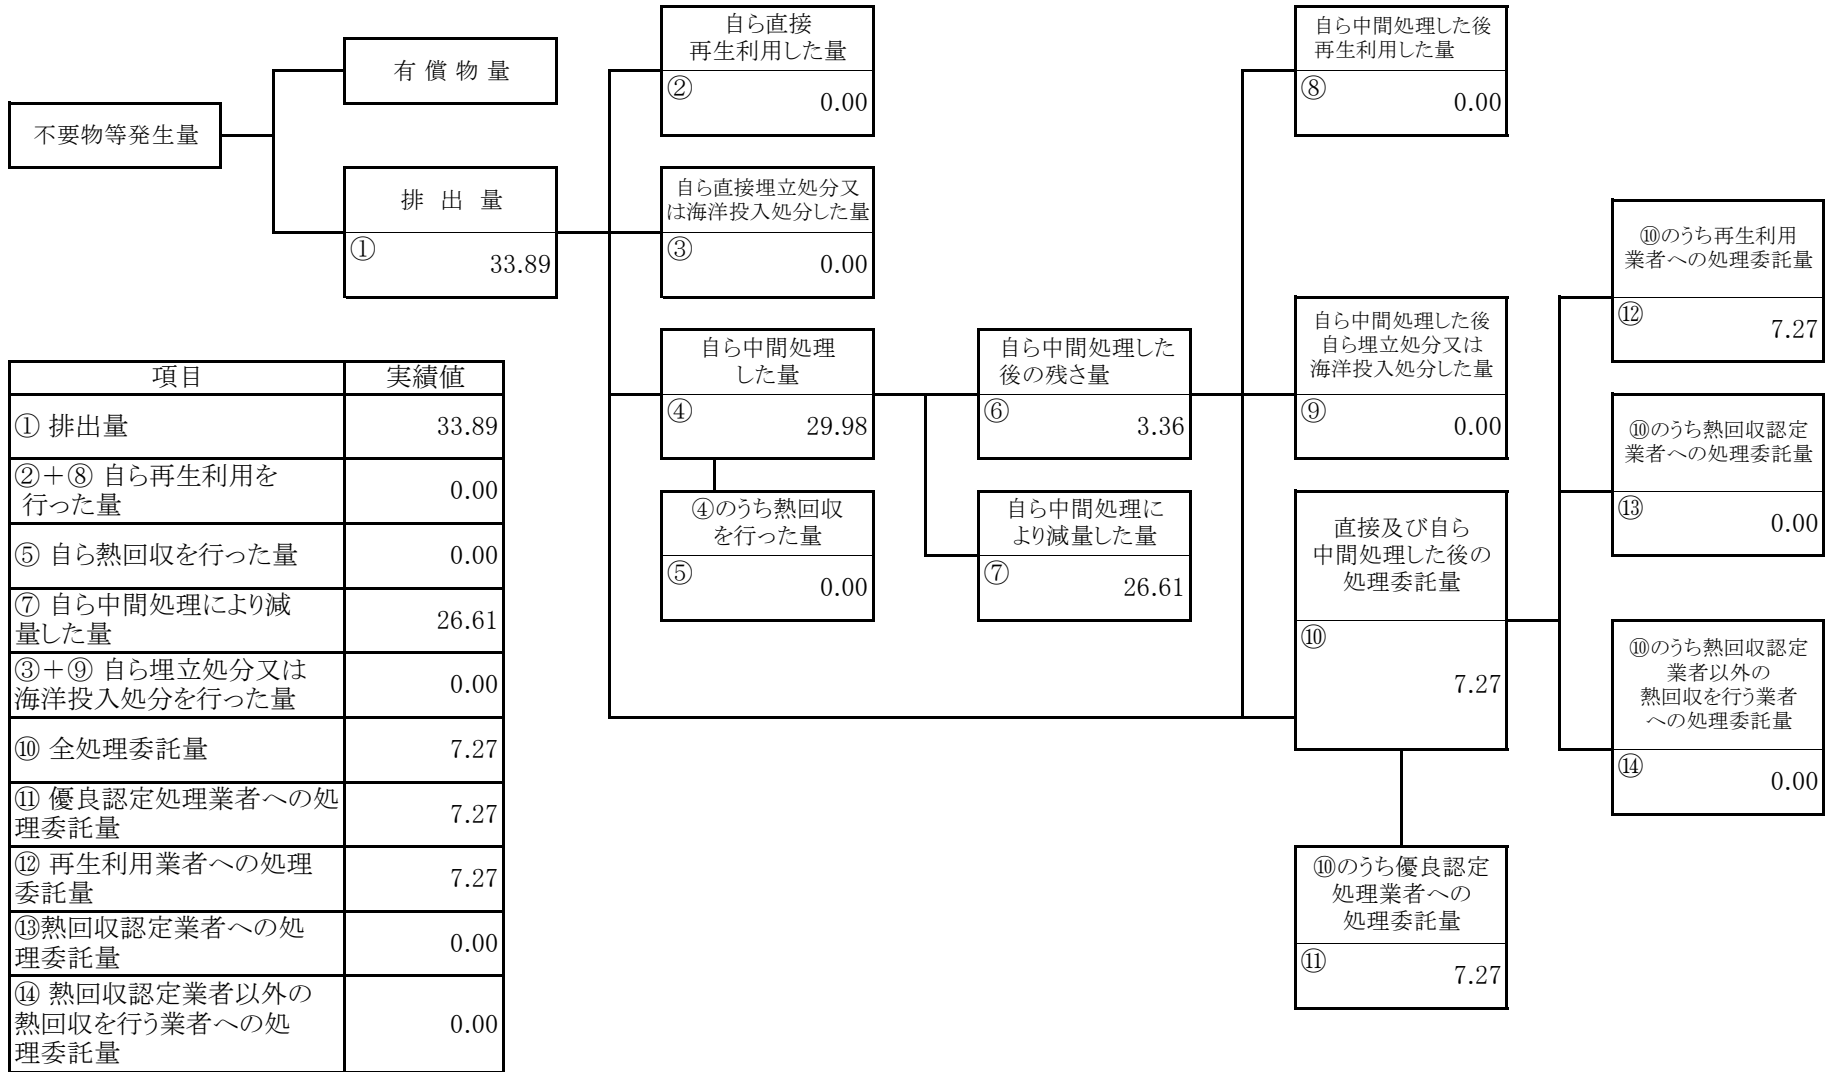 不要物等発生量
有 償 物 量
排 出 量
①
33.89
自ら直接
再生利用した量
②
0.00
自ら直接埋立処分又
は海洋投入処分した量
③
0.00
自ら中間処理
した量
④
29.98
④のうち熱回収
を行った量
⑤
0.00
自ら中間処理した
後の残さ量
⑥
3.36
自ら中間処理に
より減量した量
⑦
26.61
自ら中間処理した後
再生利用した量
⑧
0.00
自ら中間処理した後
自ら埋立処分又は
海洋投入処分した量
⑨
0.00
直接及び自ら
中間処理した後の
処理委託量
⑩
7.27
⑩のうち優良認定
処理業者への
処理委託量
⑪
7.27
⑩のうち再生利用
業者への処理委託量
⑫
7.27
⑩のうち熱回収認定
業者への処理委託量
⑬
0.00
⑩のうち熱回収認定
業者以外の
熱回収を行う業者
への処理委託量
⑭
0.00
項目 実績値
① 排出量 33.89
②＋⑧ 自ら再生利用を
行った量 0.00
⑤ 自ら熱回収を行った量 0.00
⑦ 自ら中間処理により減
量した量 26.61
③＋⑨ 自ら埋立処分又は
海洋投入処分を行った量 0.00
⑩ 全処理委託量 7.27
⑪ 優良認定処理業者への処
理委託量 7.27
⑫ 再生利用業者への処理
委託量 7.27
⑬熱回収認定業者への処
理委託量 0.00
⑭ 熱回収認定業者以外の
熱回収を行う業者への処
理委託量 0.00